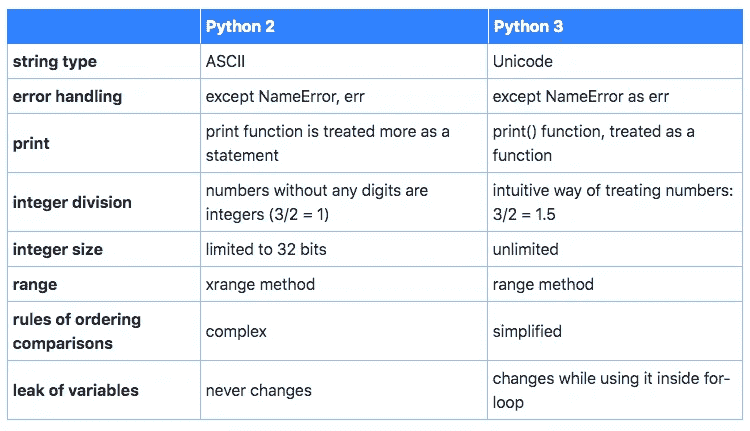 Python 2 Python 3
string type ASCII Unicode
error handling except NameError, err except NameError as err
print print function is treated more as a print() function, treated as a
statement function
integer division numbers without any digits are intuitive way of treating numbers:
integers (3/2 = 1) 3/2 = 1.5
integer size limited to 32 bits unlimited
range xrange method range method
rules of ordering complex simplified
comparisons
leak of variables never changes changes while using it inside for-
loop